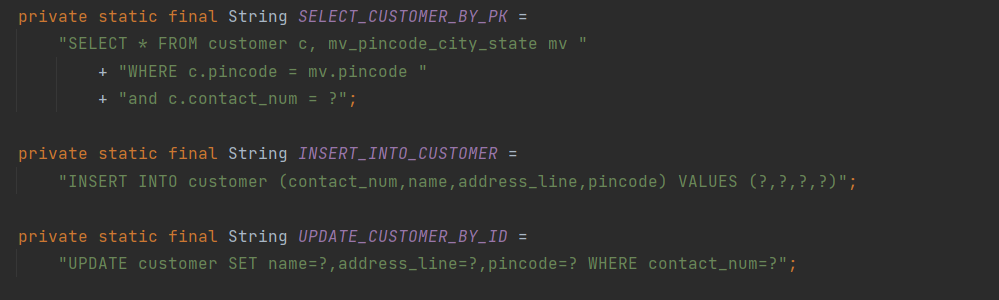 private static final String SELECT_CUSTOMER_BY_PK =
"SELECT * FROM customer c, mv_pincode_city_state mv "
+ "WHERE c.pincode = mv.pincode "
+ "and c.contact_num = ?";
private static final String INSERT_INTO_CUSTOMER =
"INSERT INTO customer (contact_num,name,address_line,pincode) VALUES (?,?,?,?)";
private static final String UPDATE_CUSTOMER_BY_ID =
"UPDATE customer SET name=?,address_line=?,pincode=? WHERE contact_num=?";